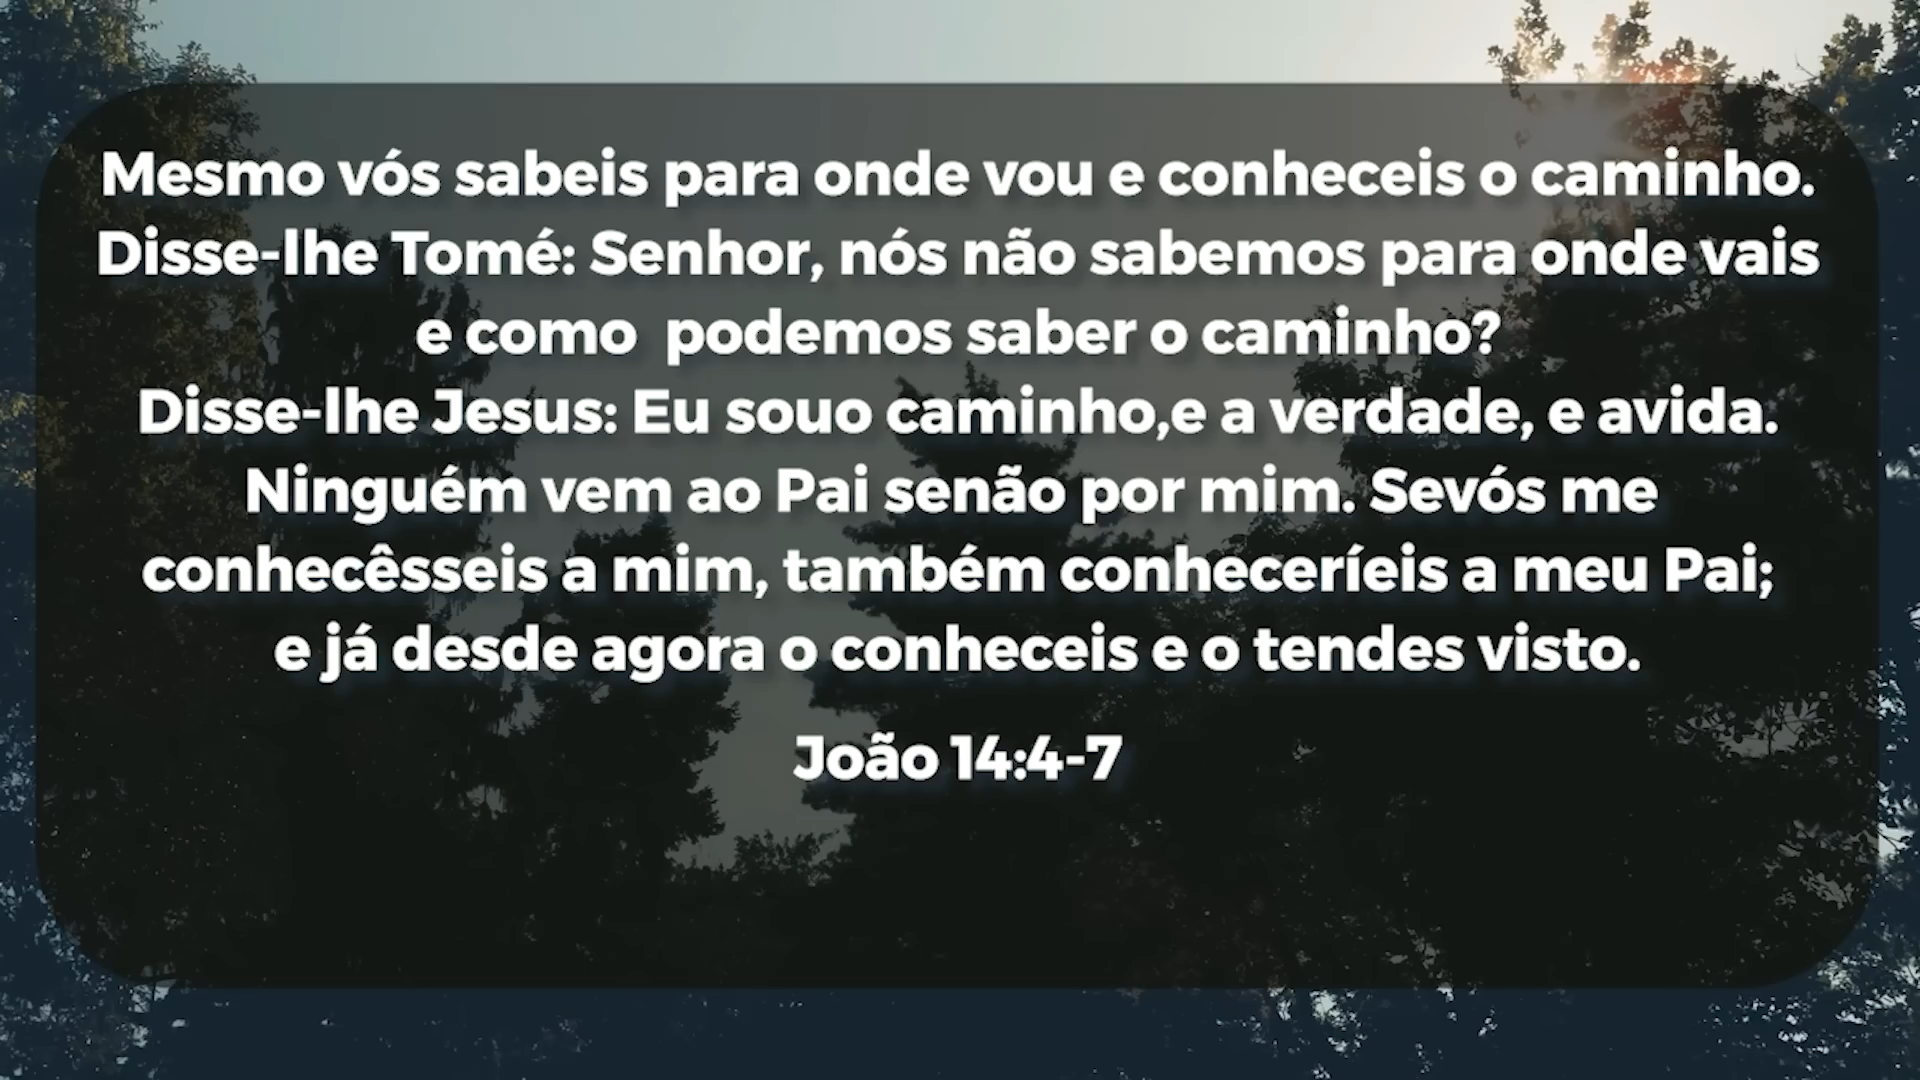 Mesmo vós sabeis para onde vou e conheceis o caminho.
Disse-lhe Tomé: Senhor, nós não sabemos para onde vais
e como  podemos saber o caminho?
Disse-lhe Jesus: Eu souo caminho,e a verdade, e avida.
Ninguém vem ao Pai senão por mim. Sevós me
conhecêsseis a mim, também conheceríeis a meu Pai;
e já desde agora o conheceis e o tendes visto.
João 14:4-7